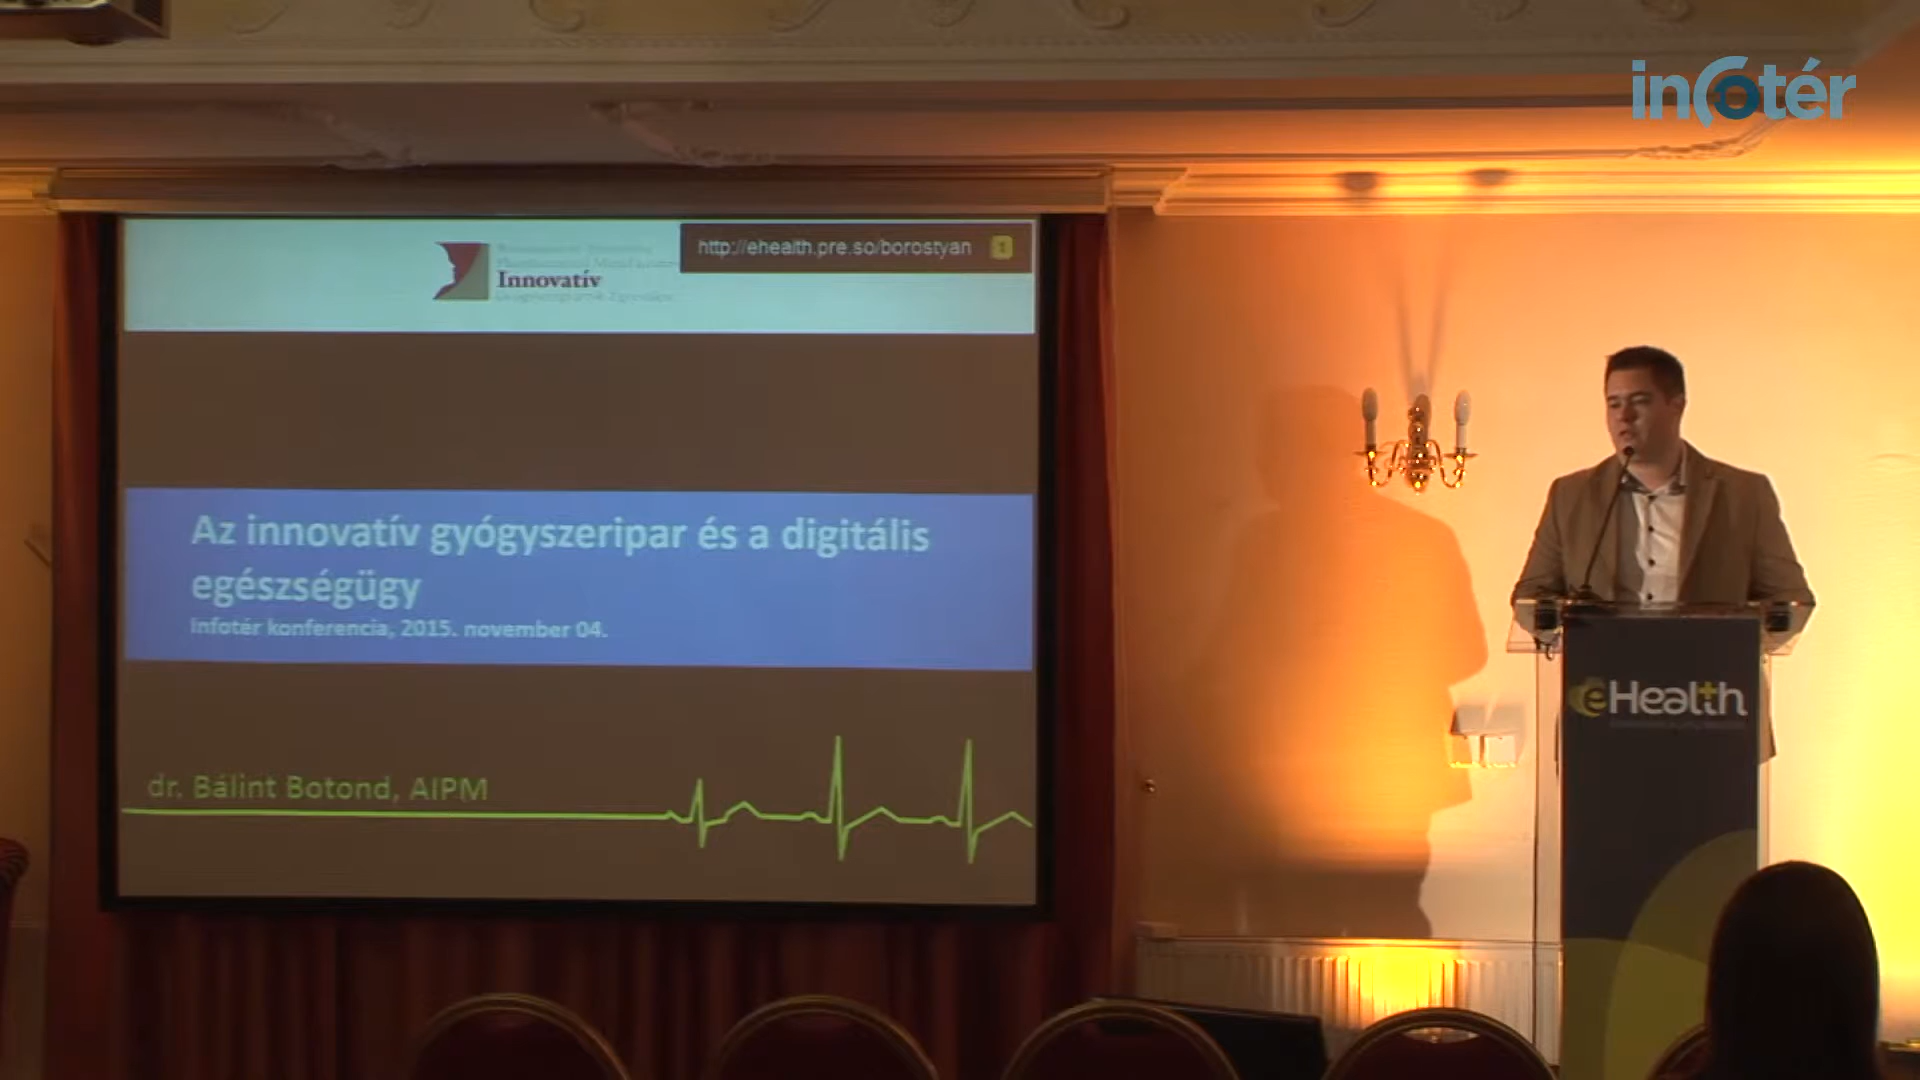 infotér
http://ehealth.pre.so/borostyan 1
Innovatív
Az innovatív gyógyszeripar és a digitális
egészségügy
Infotér konferencia, 2015. november 04.
dr. Bálint Botond, AIPM
eHealth